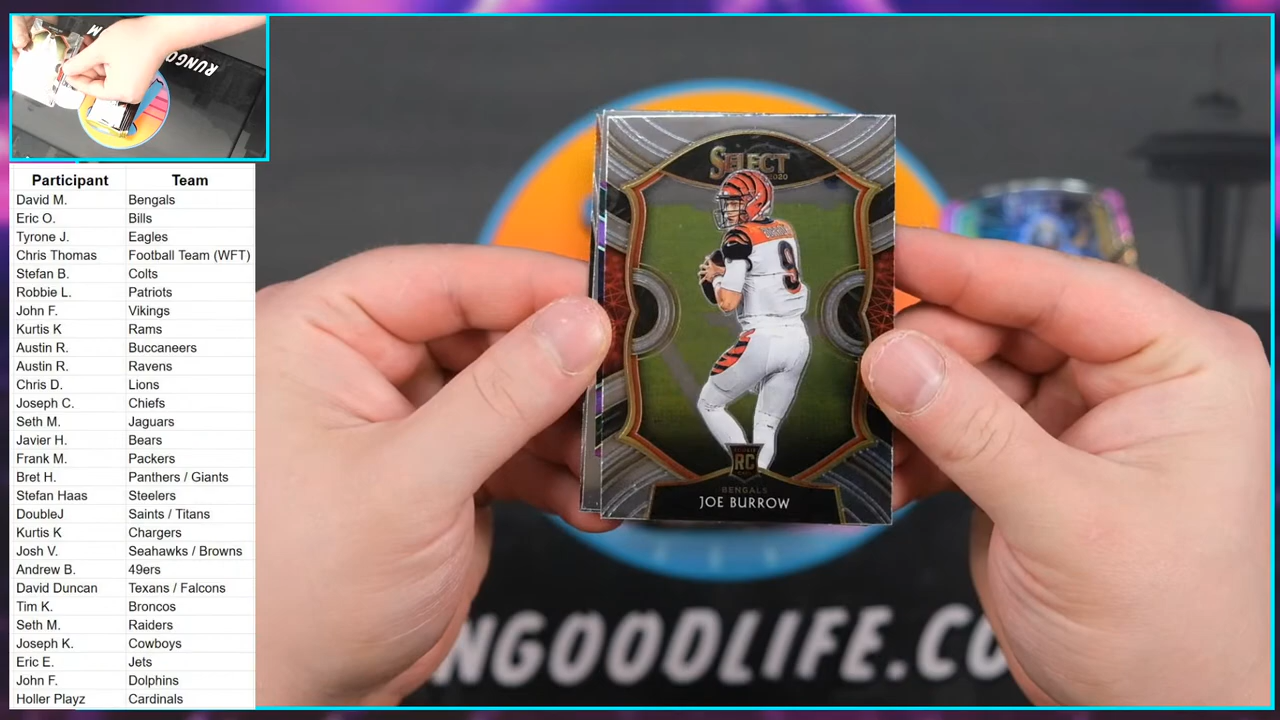 RUNGOOD
M
Participant Team
David M. Bengals
Eric O. Bills
Tyrone J. Eagles
Chris Thomas Football Team (WFT)
Stefan B. Colts
Robbie L. Patriots
John F. Vikings
Kurtis K Rams
Austin R. Buccaneers
Austin R. Ravens
Chris D. Lions
Joseph C. Chiefs
Seth M. Jaguars
Javier H. Bears
Frank M. Packers
Bret H. Panthers / Giants
Stefan Haas Steelers
DoubleJ Saints / Titans
Kurtis K Chargers
Josh V. Seahawks / Browns
Andrew B. 49ers
David Duncan Texans / Falcons
Tim K. Broncos
Seth M. Raiders
Joseph K. Cowboys
Eric E. Jets
John F. Dolphins
Holler Playz Cardinals
SELECT
2020
9
RC
BENGALS
JOE BURROW
NGOODLIFE.CO